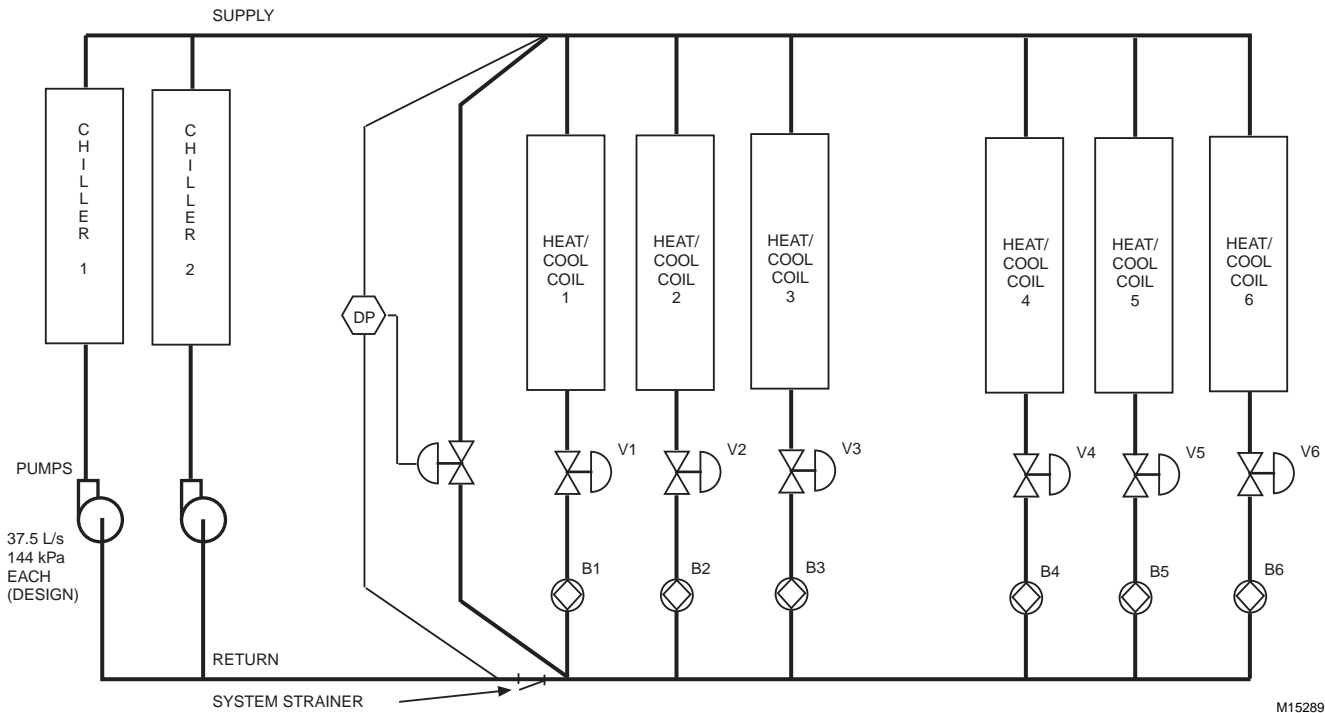 SUPPLY
CHILLER
1
CHILLER
2
DP
HEAT/
COOL
COIL
1
HEAT/
COOL
COIL
2
HEAT/
COOL
COIL
3
HEAT/
COOL
COIL
4
HEAT/
COOL
COIL
5
HEAT/
COOL
COIL
6
V1
V2
V3
V4
V5
V6
PUMPS
37.5 L/s
144 kPa
EACH
(DESIGN)
B1
B2
B3
B4
B5
B6
RETURN
SYSTEM STRAINER
M15289